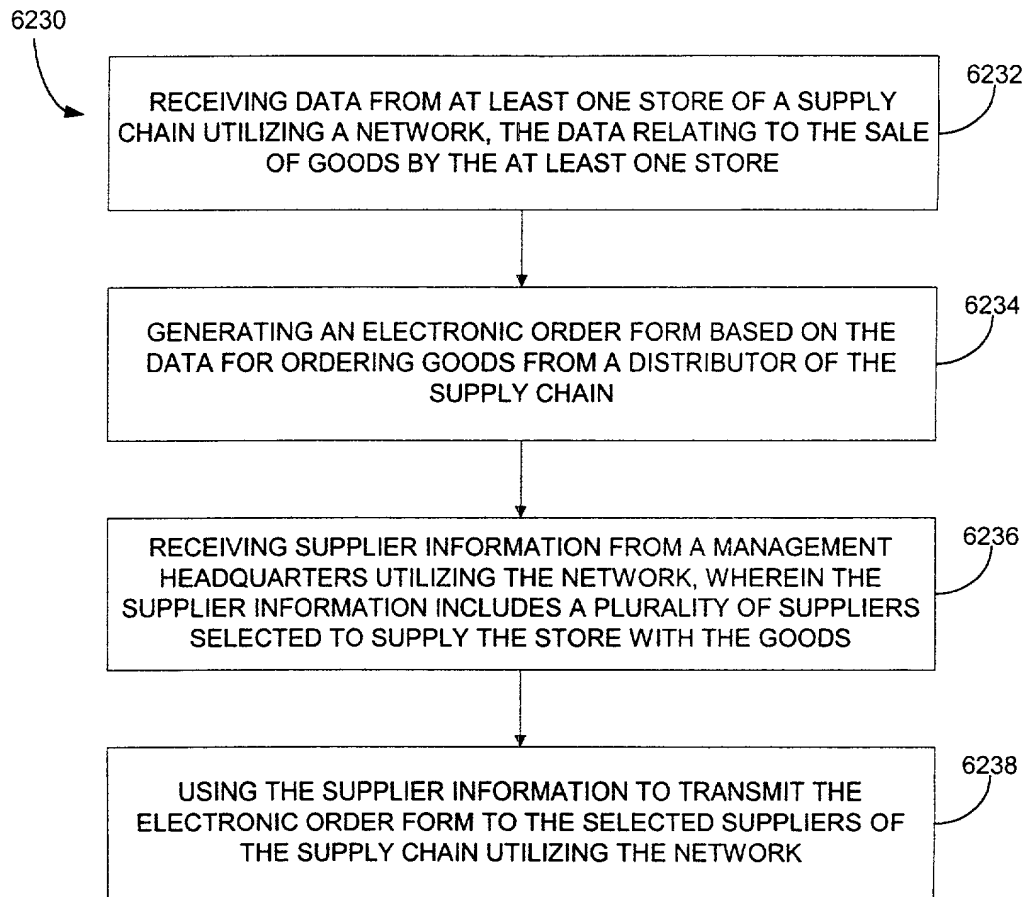 6230
6232
RECEIVING DATA FROM AT LEAST ONE STORE OF A SUPPLY
CHAIN UTILIZING A NETWORK, THE DATA RELATING TO THE SALE
OF GOODS BY THE AT LEAST ONE STORE
6234
GENERATING AN ELECTRONIC ORDER FORM BASED ON THE
DATA FOR ORDERING GOODS FROM A DISTRIBUTOR OF THE
SUPPLY CHAIN
6236
RECEIVING SUPPLIER INFORMATION FROM A MANAGEMENT
HEADQUARTERS UTILIZING THE NETWORK, WHEREIN THE
SUPPLIER INFORMATION INCLUDES A PLURALITY OF SUPPLIERS
SELECTED TO SUPPLY THE STORE WITH THE GOODS
6238
USING THE SUPPLIER INFORMATION TO TRANSMIT THE
ELECTRONIC ORDER FORM TO THE SELECTED SUPPLIERS OF
THE SUPPLY CHAIN UTILIZING THE NETWORK